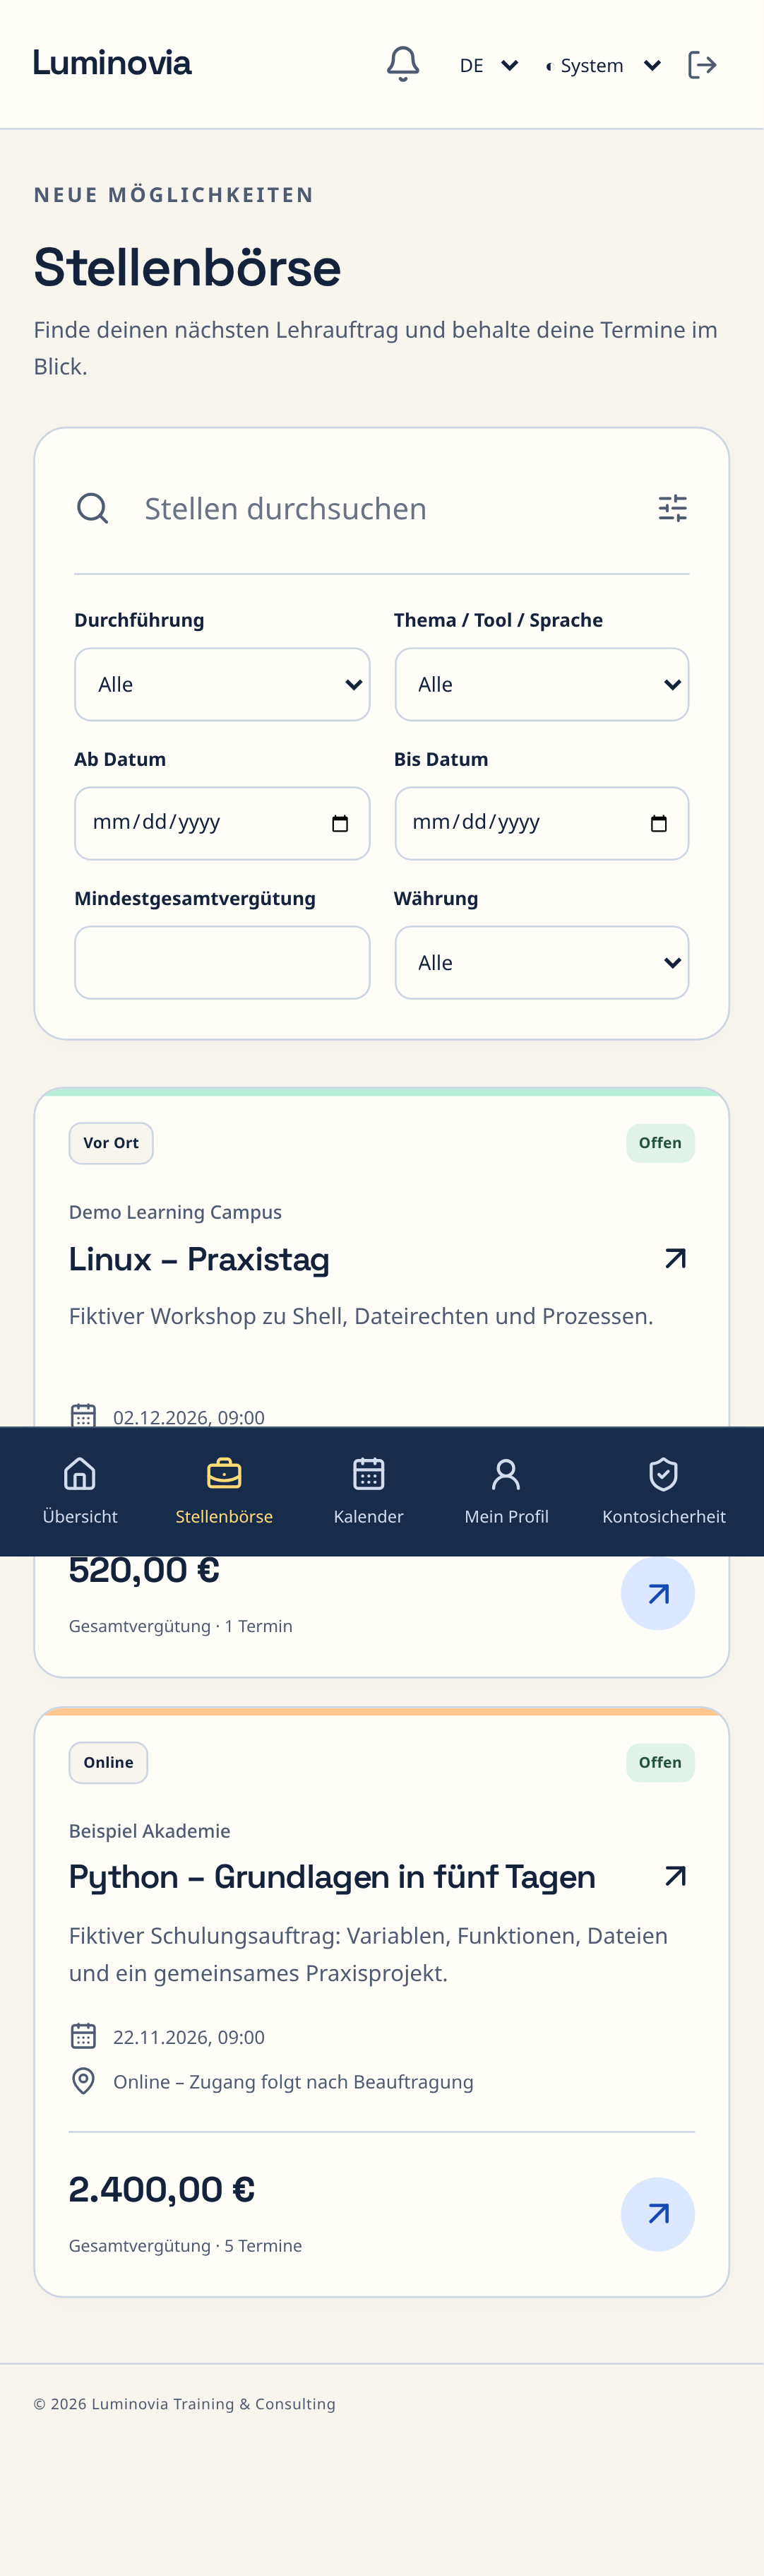 Luminovia
DE
System
NEUE MÖGLICHKEITEN
Stellenbörse
Finde deinen nächsten Lehrauftrag und behalte deine Termine im
Blick.
Stellen durchsuchen
Durchführung
Thema / Tool / Sprache
Alle
Alle
Ab Datum
Bis Datum
mm/dd/yyyy
mm/dd/yyyy
Mindestgesamtvergütung
Währung
Alle
Vor Ort
Offen
Demo Learning Campus
Linux – Praxistag
Fiktiver Workshop zu Shell, Dateirechten und Prozessen.
02.12.2026, 09:00
Übersicht
Stellenbörse
Kalender
Mein Profil
Kontosicherheit
520,00 €
Gesamtvergütung · 1 Termin
Online
Offen
Beispiel Akademie
Python – Grundlagen in fünf Tagen
Fiktiver Schulungsauftrag: Variablen, Funktionen, Dateien
und ein gemeinsames Praxisprojekt.
22.11.2026, 09:00
Online – Zugang folgt nach Beauftragung
2.400,00 €
Gesamtvergütung · 5 Termine
© 2026 Luminovia Training & Consulting